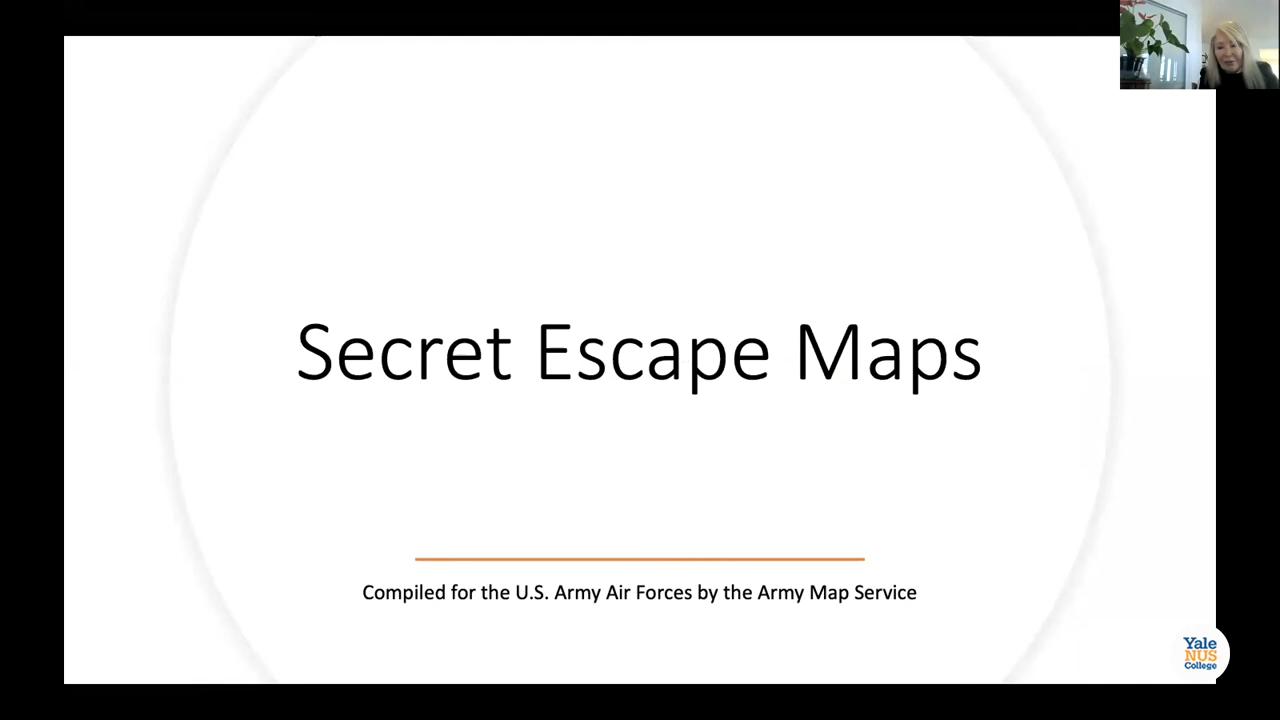 Secret Escape Maps
Compiled for the U.S. Army Air Forces by the Army Map Service
Yale
NUS
College